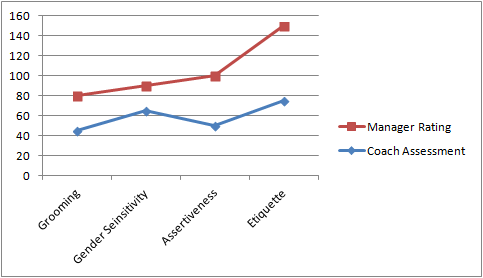 160
140
120
100
80
60
40
20
0
Grooming
Gender Seinsitivity
Assertiveness
Etiquette
Manager Rating
Coach Assessment